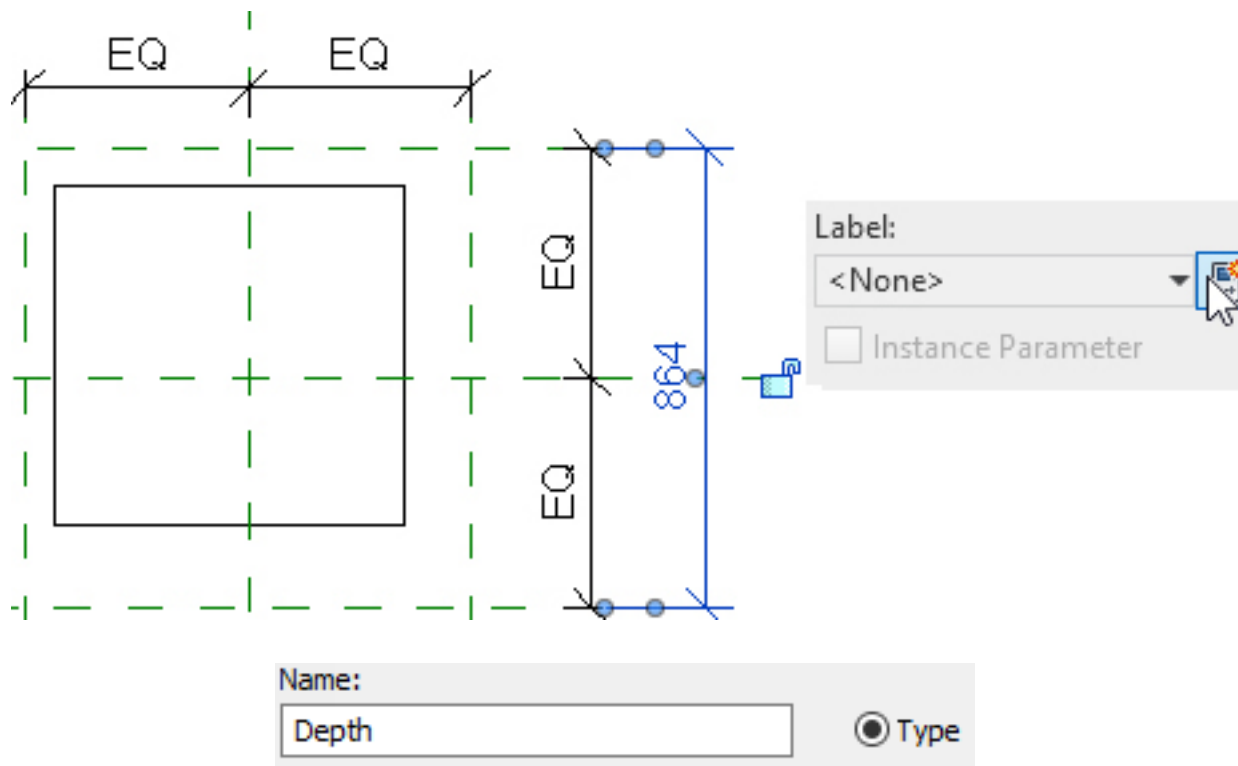 EQ EQ
EQ
864
EQ
Label:
<None>
Instance Parameter
Name:
Depth
Type